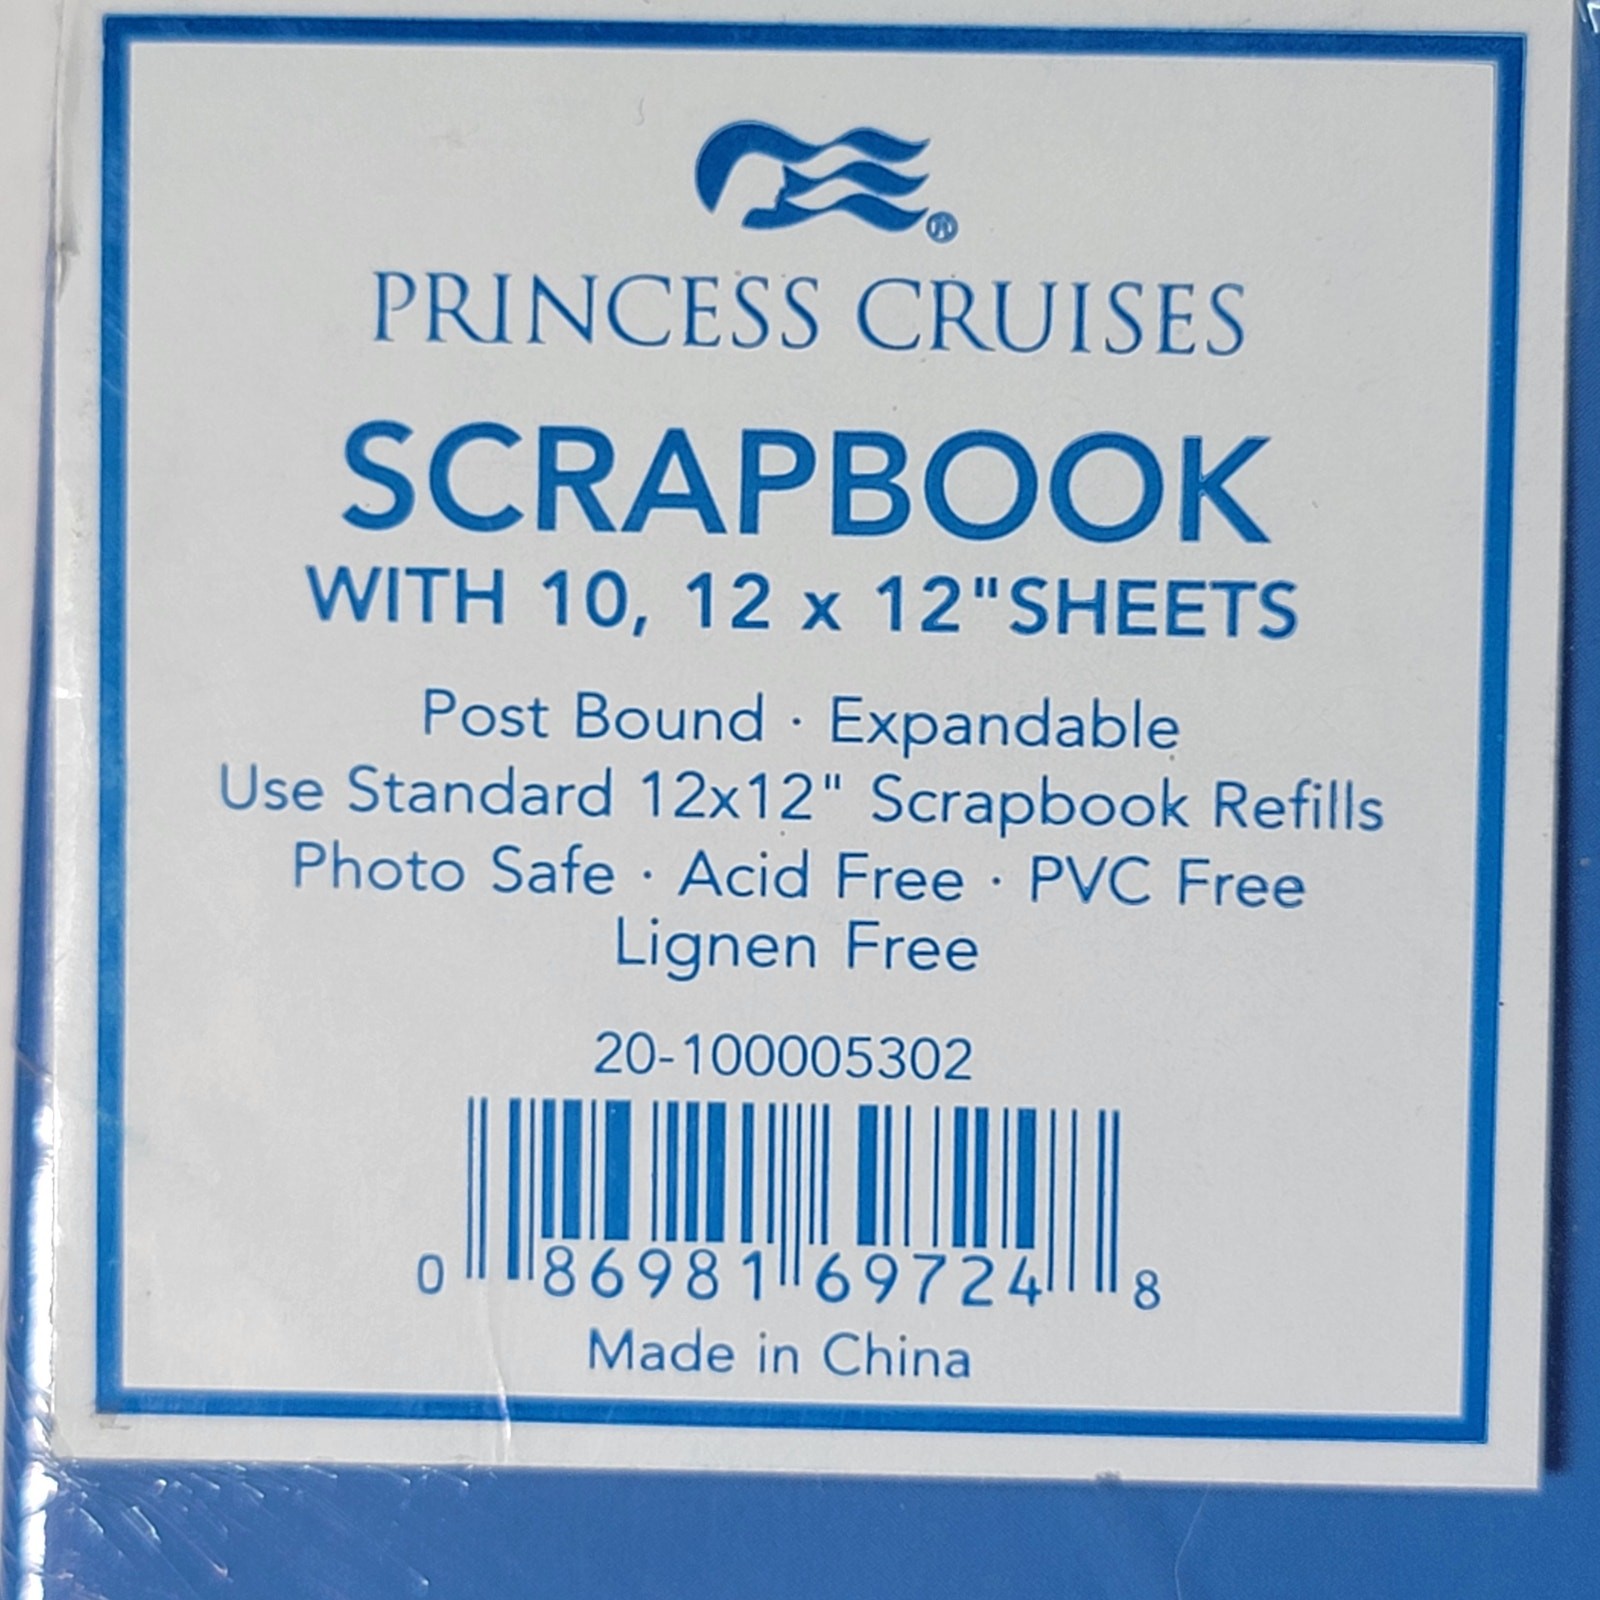 PRINCESS CRUISES
SCRAPBOOK
WITH 10, 12 x 12"SHEETS
Post Bound · Expandable
Use Standard 12x12" Scrapbook Refills
Photo Safe · Acid Free · PVC Free
Lignen Free
20-100005302
0 86981 69724 8
Made in China